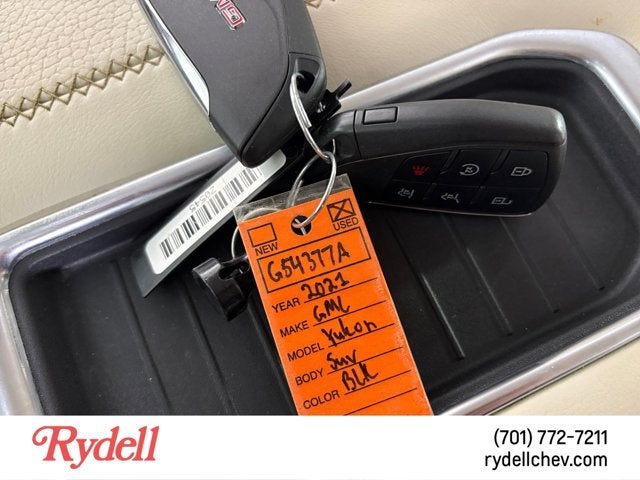 GMC
NEW
USED
G54377A
YEAR 2021
MAKE GMC
MODEL Yukon
BODY Suv
COLOR BLK
Rydell
(701) 772-7211
rydellchev.com